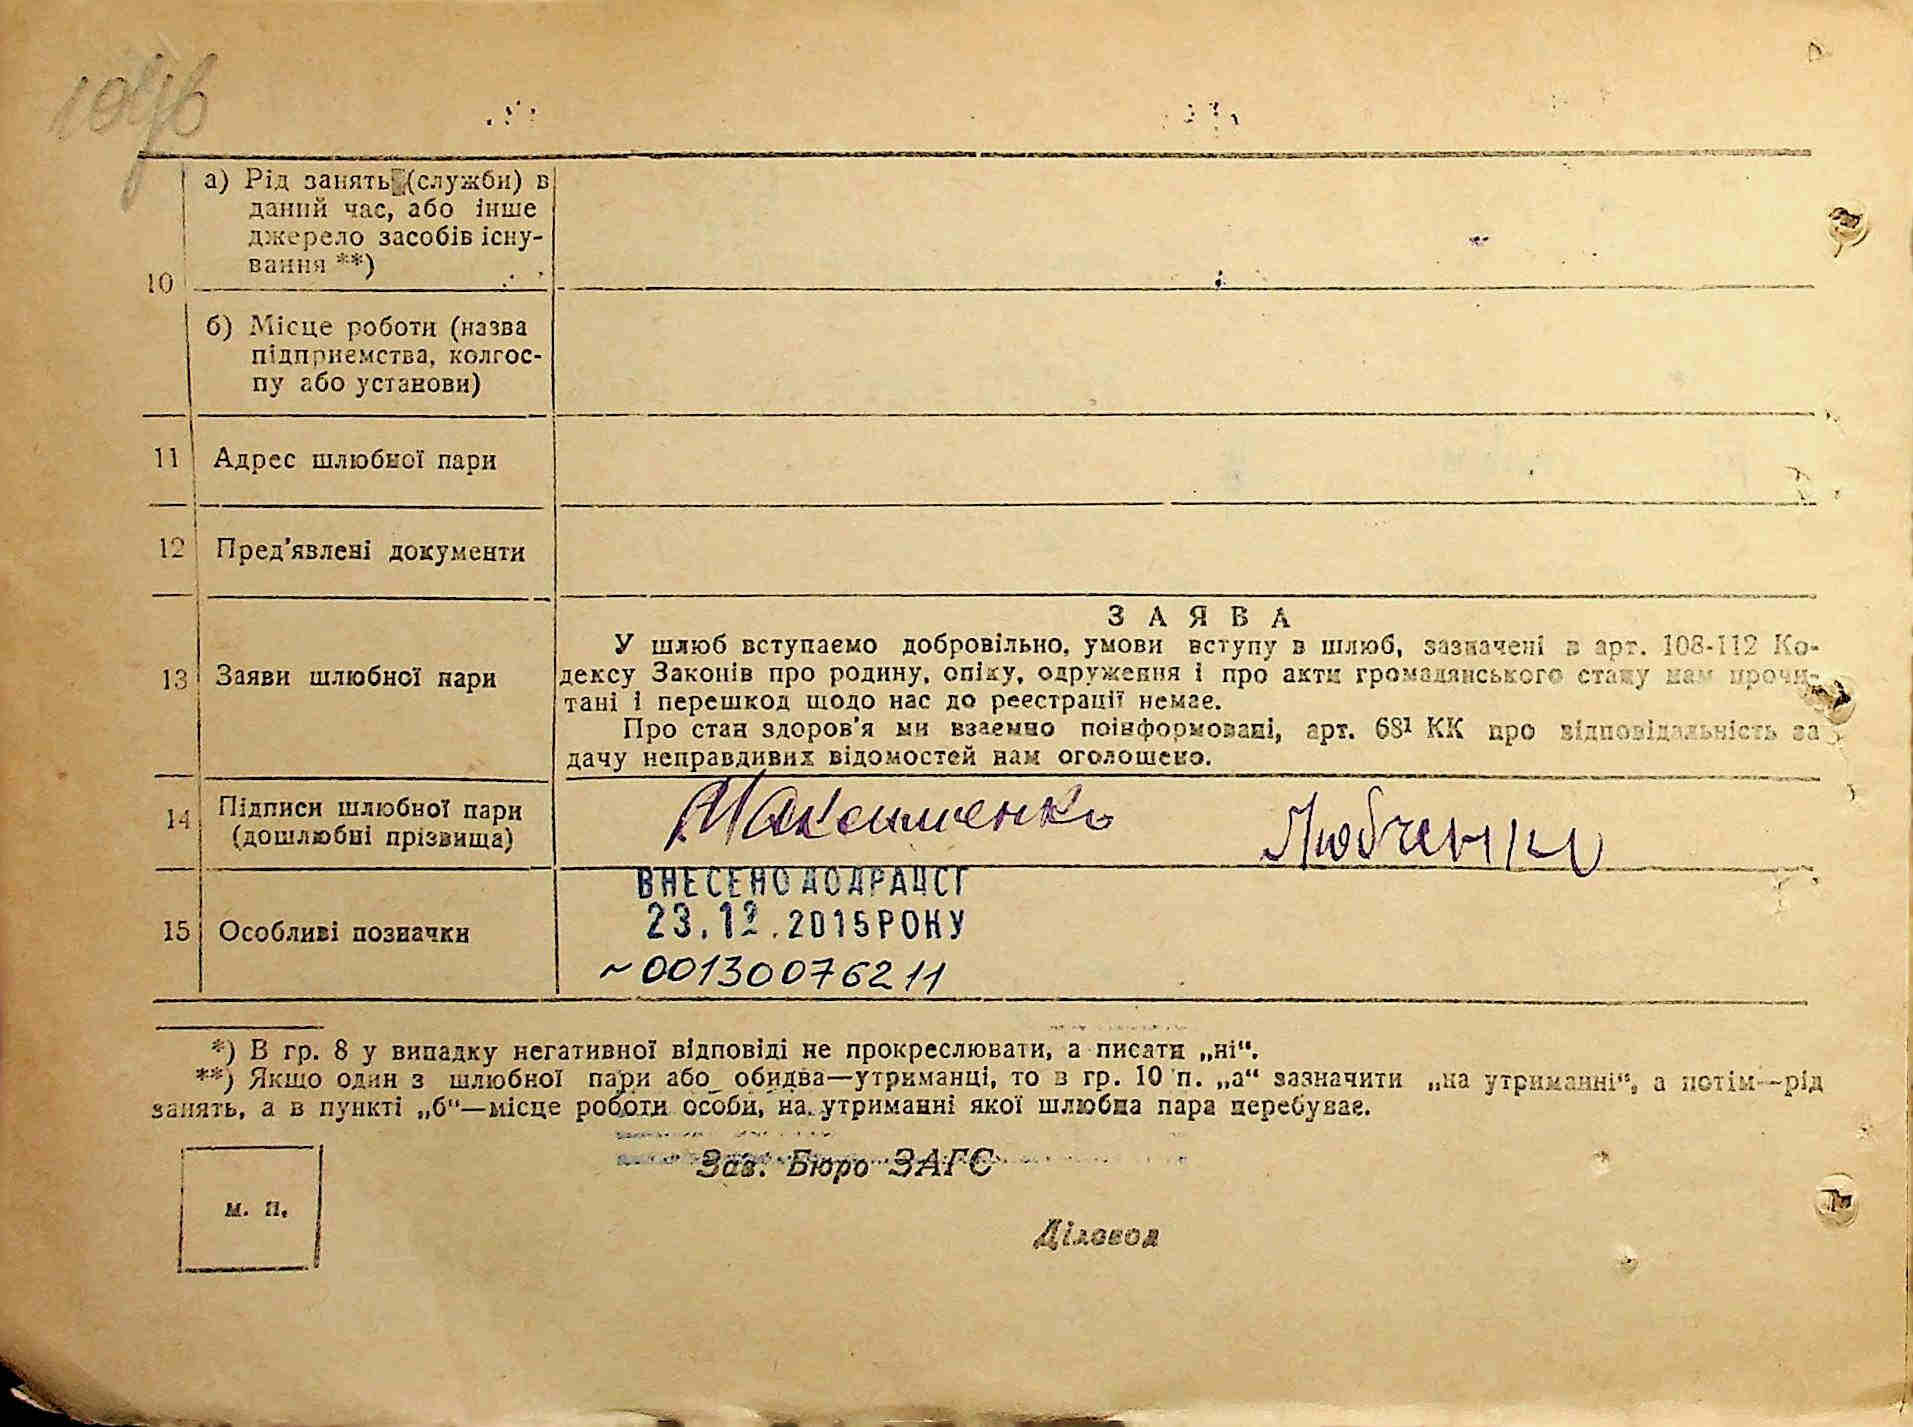 а) Рід занять (служби) в
даний час, або інше
джерело засобів існу-
вання **)
10
б) Місце роботи (назва
підприємства, колгос-
пу або установи)
11 Адрес шлюбної пари
12 Пред'явлені документи
ЗАЯВА
У шлюб вступаємо добровільно, умови вступу в шлюб, зазначені в арт. 108-112 Ко-
13 Заяви шлюбної пари
дексу Законів про родину, опіку, одруження і про акти громадянського стану нам прочи-
тані і перешкод щодо нас до реєстрації немає.
Про стан здоров'я ми взаємно поінформовані, арт. 68¹ КК про відповідальність за
дачу неправдивих відомостей нам оголошено.
14 Підписи шлюбної пари
(дошлюбні прізвища)
Максименко Любченко
ВНЕСЕНО ДО ДРАЦСГ
23.12.2015 РОКУ
15 Особливі позначки
~00130076211
*) В гр. 8 у випадку негативної відповіді не прокреслювати, а писати „ні“.
**) Якщо один з шлюбної пари або обидва—утриманці, то в гр. 10 п. „а“ зазначити „на утриманні“, а потім—рід
занять, а в пункті „б“—місце роботи особи, на утриманні якої шлюбна пара перебуває.
Зав. Бюро ЗАГС
м. п.
Діловод